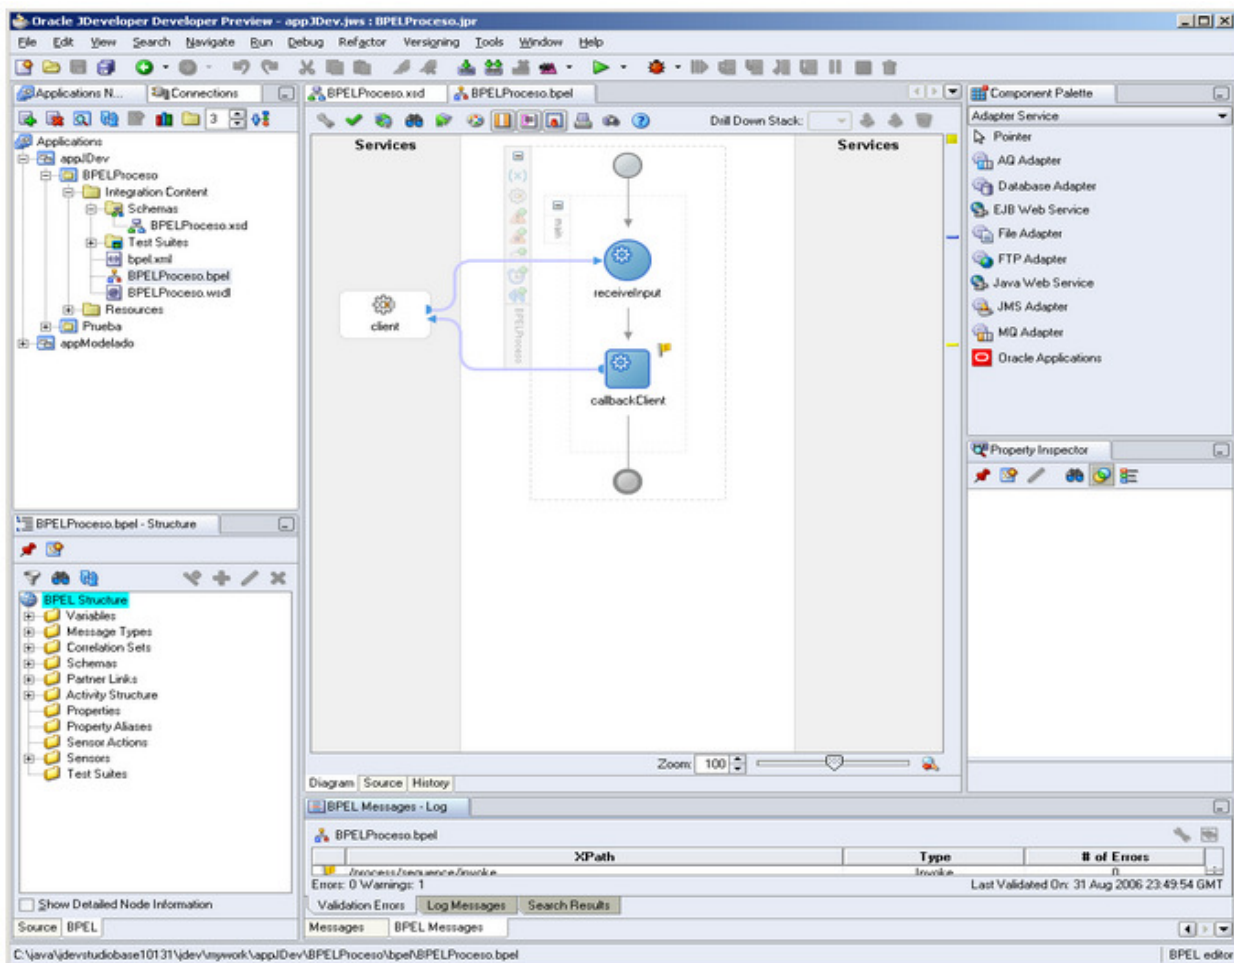 Oracle JDeveloper Developer Preview - appJDev.jws : BPELProceso.jpr
File Edit View Search Navigate Run Debug Refactor Versioning Tools Window Help
Applications N... Connections
3
Applications
appJDev
BPELProceso
Integration Content
Schemas
BPELProceso.xsd
Test Suites
bpel.xml
BPELProceso.bpel
BPELProceso.wsdl
Resources
Prueba
appModelado
BPELProceso.bpel - Structure
BPEL Structure
Variables
Message Types
Correlation Sets
Schemas
Partner Links
Activity Structure
Properties
Property Aliases
Sensor Actions
Sensors
Test Suites
Show Detailed Node Information
Source BPEL
BPELProceso.xsd BPELProceso.bpel
Drill Down Stack:
Services Services
(x)
main
BPELProceso
receiveInput
client
callbackClient
Zoom: 100
Diagram Source History
BPEL Messages - Log
BPELProceso.bpel
XPath Type # of Errors
/process/sequence/invoke Invoke 0
Errors: 0 Warnings: 1 Last Validated On: 31 Aug 2006 23:49:54 GMT
Validation Errors Log Messages Search Results
Messages BPEL Messages
Component Palette
Adapter Service
Pointer
AQ Adapter
Database Adapter
EJB Web Service
File Adapter
FTP Adapter
Java Web Service
JMS Adapter
MQ Adapter
Oracle Applications
Property Inspector
C:\java\jdevstudiobase10131\jdev\mywork\appJDev\BPELProceso\bpel\BPELProceso.bpel BPEL editor